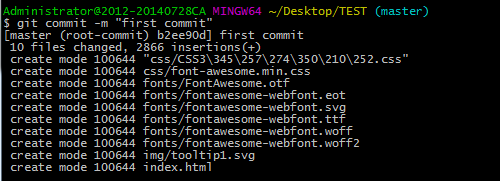 Administrator@2012-20140728CA MINGW64 ~/Desktop/TEST (master)
$ git commit -m "first commit"
[master (root-commit) b2ee90d] first commit
 10 files changed, 2866 insertions(+)
 create mode 100644 "css/CSS3\345\257\274\350\210\252.css"
 create mode 100644 css/font-awesome.min.css
 create mode 100644 fonts/FontAwesome.otf
 create mode 100644 fonts/fontawesome-webfont.eot
 create mode 100644 fonts/fontawesome-webfont.svg
 create mode 100644 fonts/fontawesome-webfont.ttf
 create mode 100644 fonts/fontawesome-webfont.woff
 create mode 100644 fonts/fontawesome-webfont.woff2
 create mode 100644 img/tooltip1.svg
 create mode 100644 index.html